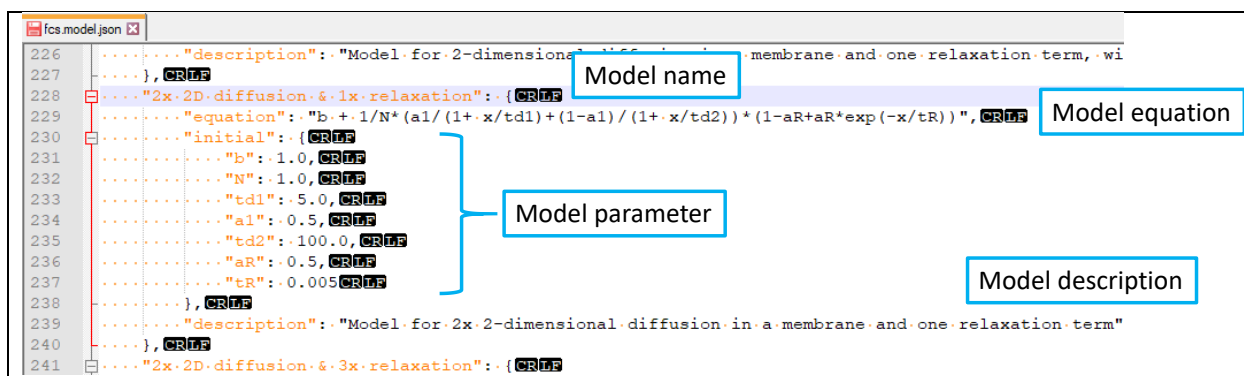 fcs.model.json
226 "description": "Model for 2-dimensional membrane and one relaxation term, wi
227 },CRLF
Model name
228 "2x 2D diffusion & 1x relaxation": {CRLF
229 "equation": "b + 1/N*(a1/(1+ x/td1)+(1-a1)/(1+ x/td2))*(1-aR+aR*exp(-x/tR))",CRLF
Model equation
230 "initial": {CRLF
231 "b": 1.0,CRLF
232 "N": 1.0,CRLF
233 "td1": 5.0,CRLF
234 "a1": 0.5,CRLF
Model parameter
235 "td2": 100.0,CRLF
236 "aR": 0.5,CRLF
237 "tR": 0.005CRLF
Model description
238 },CRLF
239 "description": "Model for 2x 2-dimensional diffusion in a membrane and one relaxation term"
240 },CRLF
241 "2x 2D diffusion & 3x relaxation": {CRLF